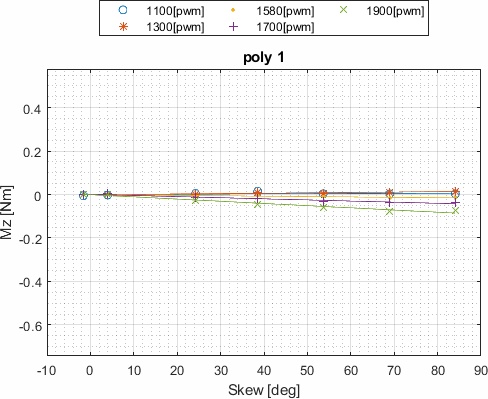 1100[pwm] 1580[pwm] 1900[pwm]
1300[pwm] 1700[pwm]
poly 1
0.4
0.2
0
-0.2
-0.4
-0.6
Mz [Nm]
-10 0 10 20 30 40 50 60 70 80 90
Skew [deg]